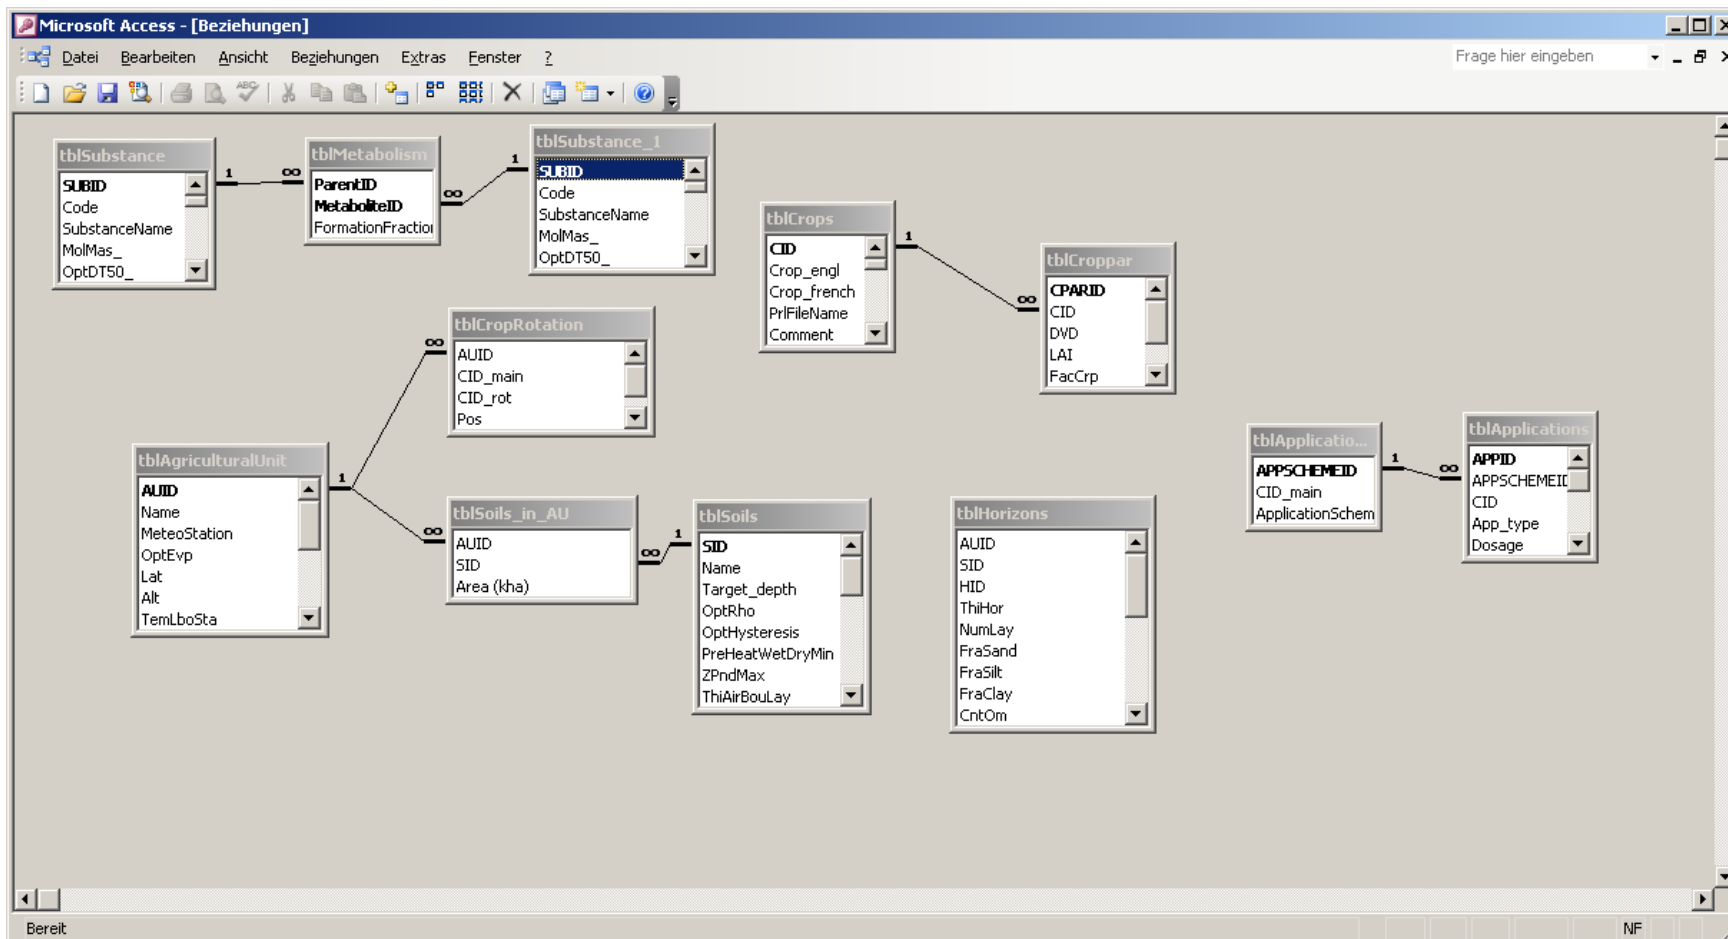 Microsoft Access - [Beziehungen]
Datei Bearbeiten Ansicht Beziehungen Extras Fenster ?
Frage hier eingeben
tblSubstance
SUBID
Code
SubstanceName
MolMas_
OptDT50_
1 ∞
tblMetabolism
ParentID
MetaboliteID
FormationFraction
∞ 1
tblSubstance_1
SUBID
Code
SubstanceName
MolMas_
OptDT50_
tblCrops
CID
Crop_engl
Crop_french
PrlFileName
Comment
1 ∞
tblCroppar
CPARID
CID
DVD
LAI
FacCrp
tblCropRotation
AUID
CID_main
CID_rot
Pos
∞
tblAgriculturalUnit
AUID
Name
MeteoStation
OptEvp
Lat
Alt
TemLboSta
1
∞
tblSoils_in_AU
AUID
SID
Area (kha)
∞ 1
tblSoils
SID
Name
Target_depth
OptRho
OptHysteresis
PreHeatWetDryMin
ZPndMax
ThiAirBouLay
tblHorizons
AUID
SID
HID
ThiHor
NumLay
FraSand
FraSilt
FraClay
CntOm
tblApplicatio...
APPSCHEMEID
CID_main
ApplicationSchem
1 ∞
tblApplications
APPID
APPSCHEMEID
CID
App_type
Dosage
Bereit
NF